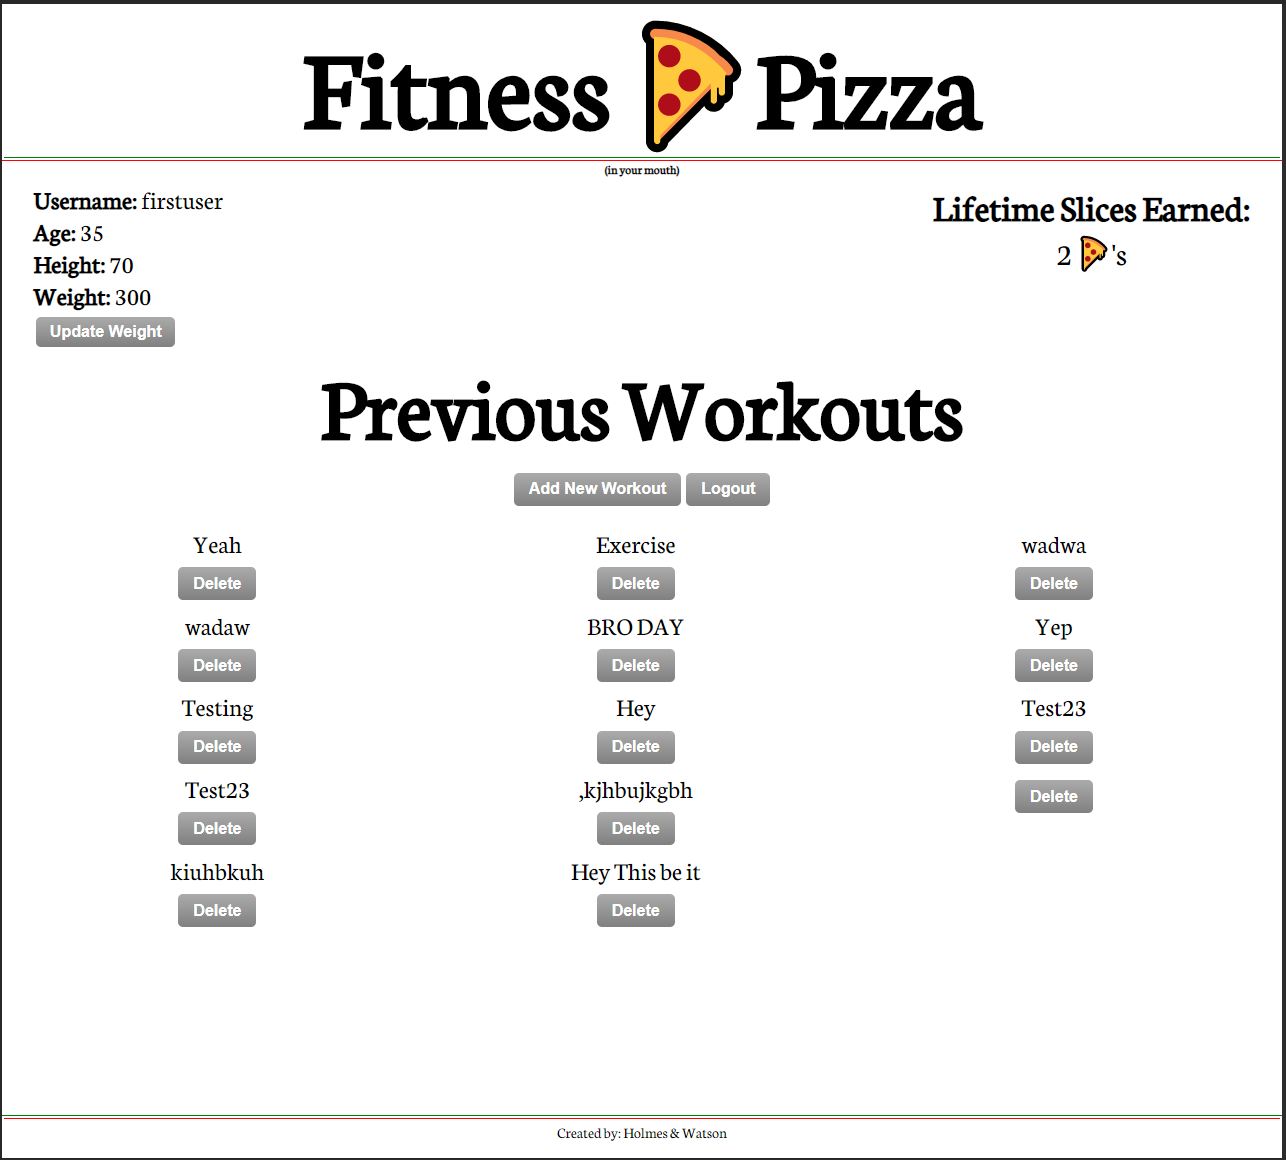 Fitness Pizza
(in your mouth)
Username: firstuser
Age: 35
Height: 70
Weight: 300
Update Weight
Lifetime Slices Earned:
2 's
Previous Workouts
Add New Workout Logout
Yeah Exercise wadwa
Delete Delete Delete
wadaw BRO DAY Yep
Delete Delete Delete
Testing Hey Test23
Delete Delete Delete
Test23 ,kjhbujkgbh
Delete Delete Delete
kiuhbkuh Hey This be it
Delete Delete
Created by: Holmes & Watson